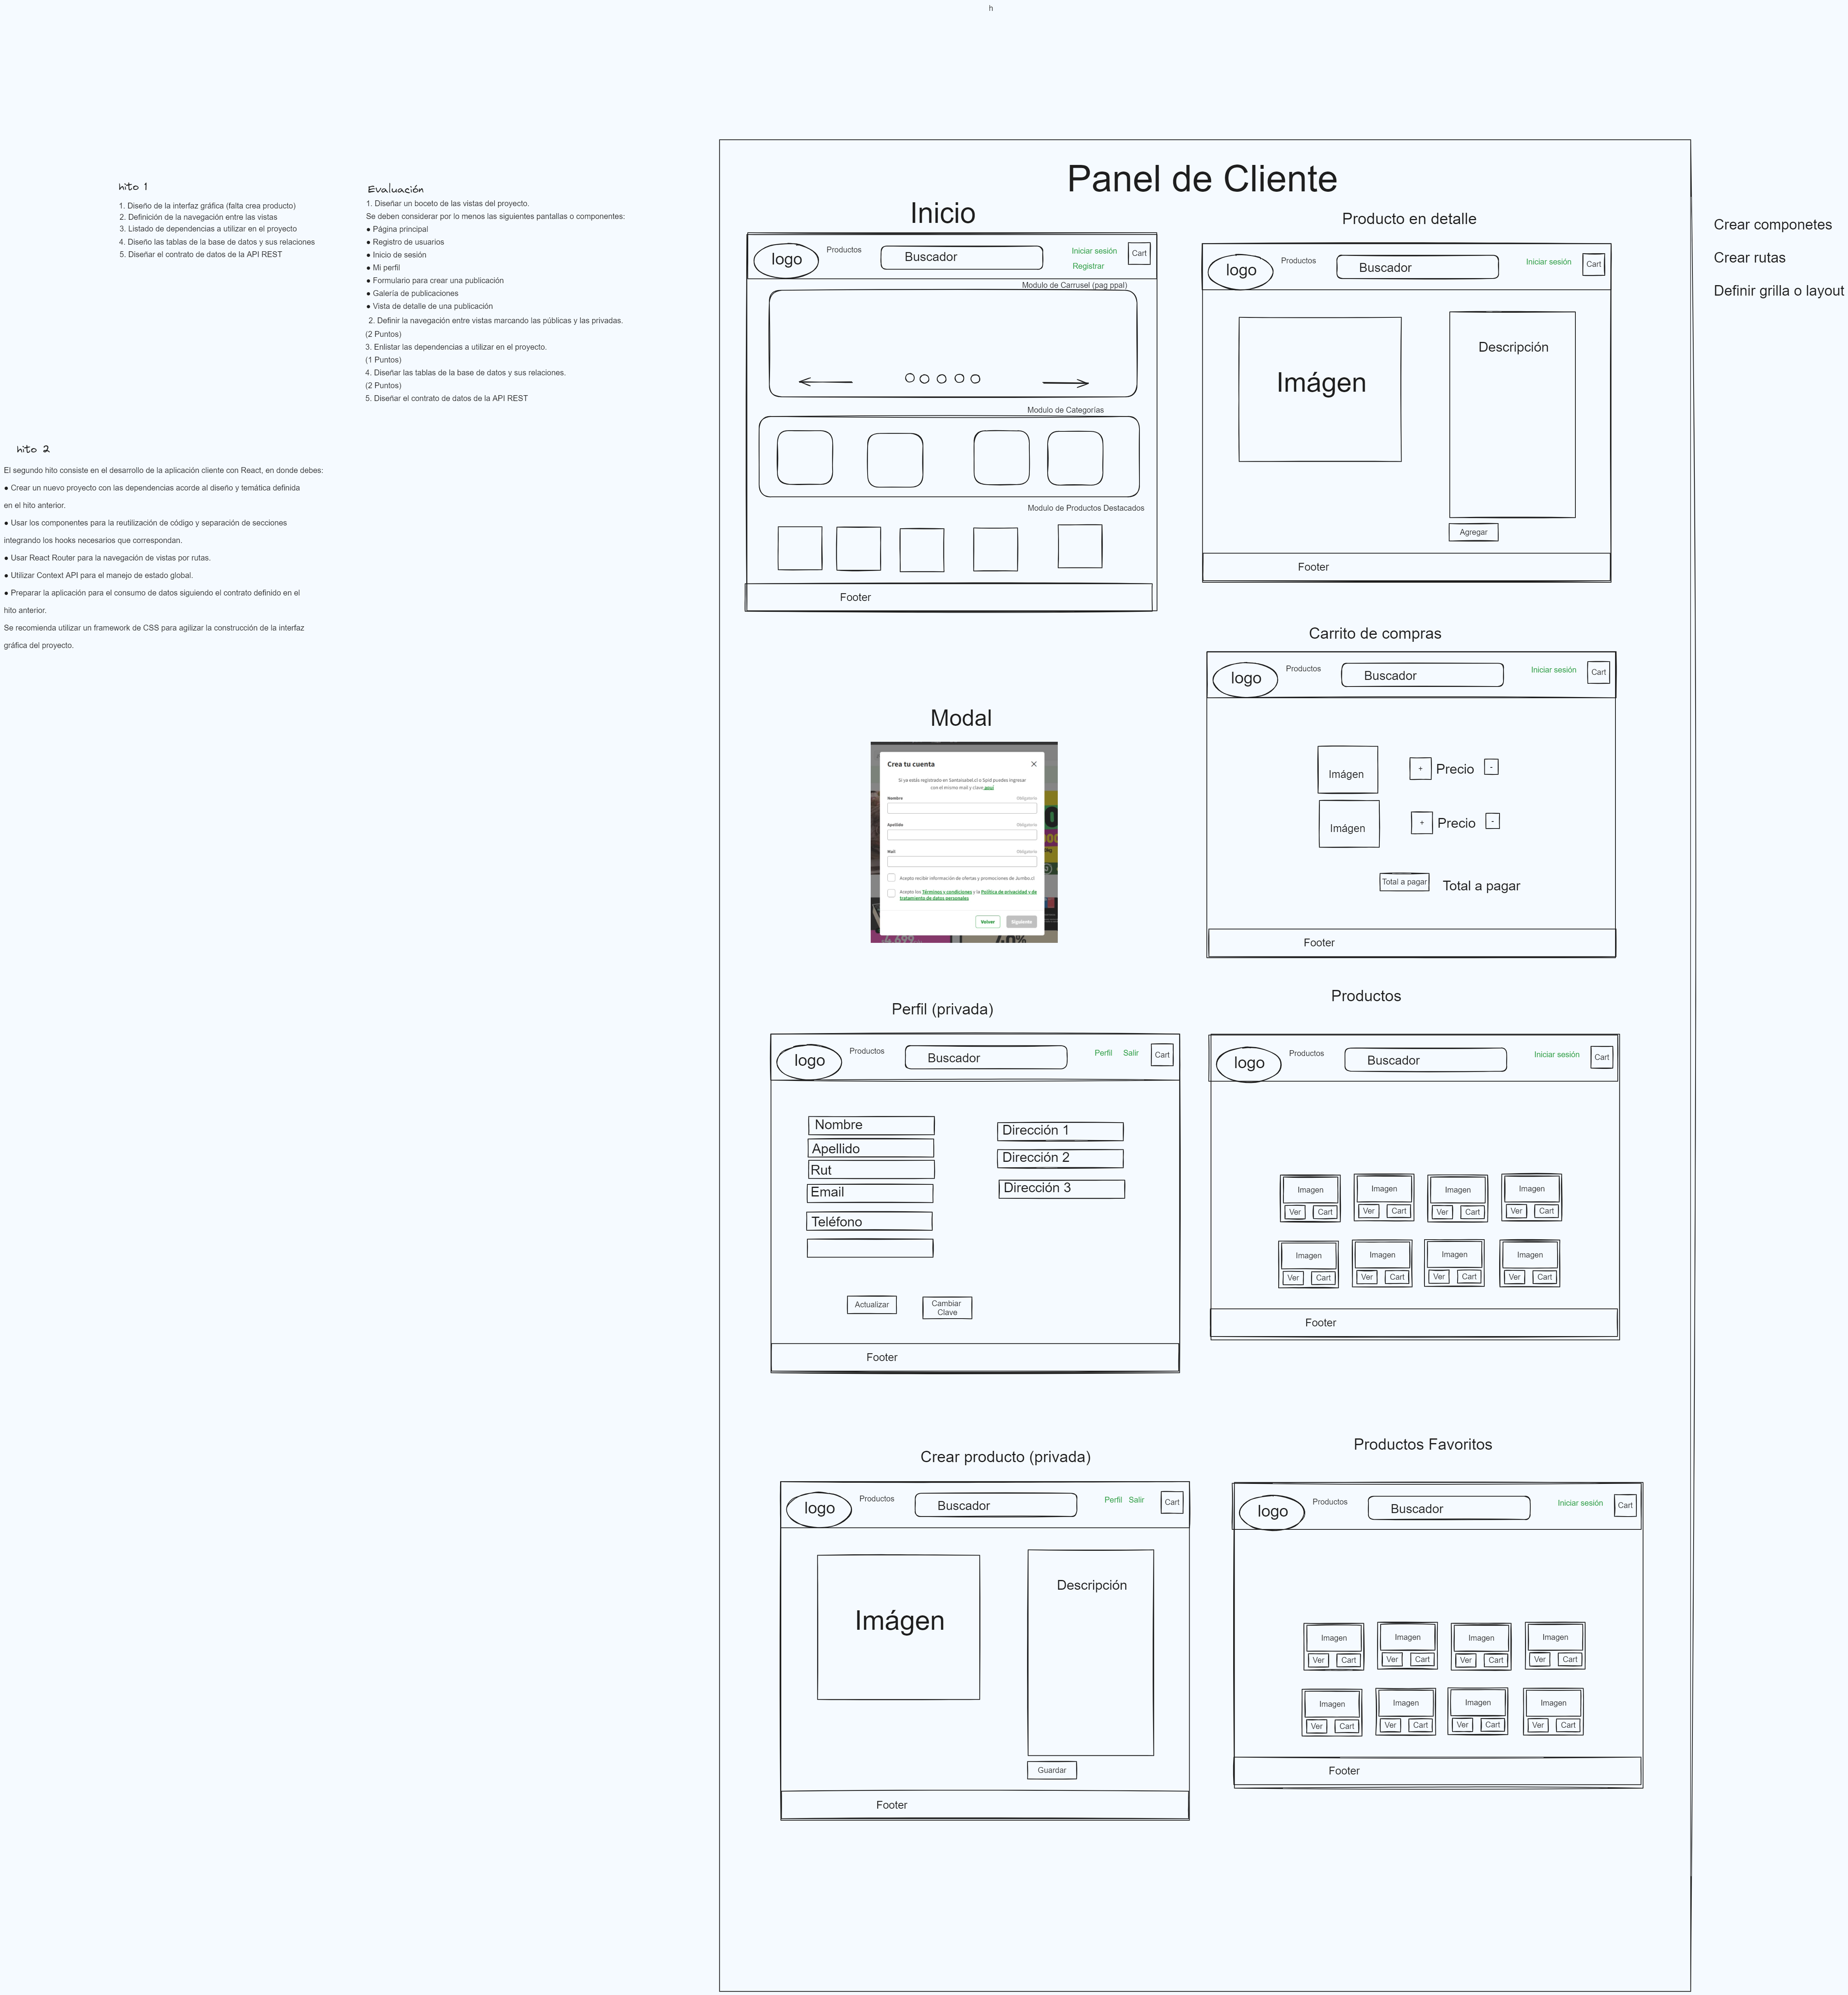 h
hito 1
1. Diseño de la interfaz gráfica (falta crea producto)
2. Definición de la navegación entre las vistas
3. Listado de dependencias a utilizar en el proyecto
4. Diseño las tablas de la base de datos y sus relaciones
5. Diseñar el contrato de datos de la API REST
Evaluación
1. Diseñar un boceto de las vistas del proyecto.
Se deben considerar por lo menos las siguientes pantallas o componentes:
● Página principal
● Registro de usuarios
● Inicio de sesión
● Mi perfil
● Formulario para crear una publicación
● Galería de publicaciones
● Vista de detalle de una publicación
2. Definir la navegación entre vistas marcando las públicas y las privadas.
(2 Puntos)
3. Enlistar las dependencias a utilizar en el proyecto.
(1 Puntos)
4. Diseñar las tablas de la base de datos y sus relaciones.
(2 Puntos)
5. Diseñar el contrato de datos de la API REST
hito 2
El segundo hito consiste en el desarrollo de la aplicación cliente con React, en donde debes:
● Crear un nuevo proyecto con las dependencias acorde al diseño y temática definida
en el hito anterior.
● Usar los componentes para la reutilización de código y separación de secciones
integrando los hooks necesarios que correspondan.
● Usar React Router para la navegación de vistas por rutas.
● Utilizar Context API para el manejo de estado global.
● Preparar la aplicación para el consumo de datos siguiendo el contrato definido en el
hito anterior.
Se recomienda utilizar un framework de CSS para agilizar la construcción de la interfaz
gráfica del proyecto.
Panel de Cliente
Inicio
logo
Productos
Buscador
Iniciar sesión
Registrar
Cart
Modulo de Carrusel (pag ppal)
Modulo de Categorías
Modulo de Productos Destacados
Footer
Producto en detalle
logo
Productos
Buscador
Iniciar sesión
Cart
Imágen
Descripción
Agregar
Footer
Crear componetes
Crear rutas
Definir grilla o layout
Modal
Crea tu cuenta
Si ya estás registrado en Santaisabel.cl o Spid puedes ingresar
con el mismo mail y clave aquí
Nombre Obligatorio
Apellido Obligatorio
Mail Obligatorio
Acepto recibir información de ofertas y promociones de Jumbo.cl
Acepto los Términos y condiciones y la Política de privacidad y de
tratamiento de datos personales
Volver Siguiente
Carrito de compras
logo
Productos
Buscador
Iniciar sesión
Cart
Imágen
+ Precio -
Imágen
+ Precio -
Total a pagar Total a pagar
Footer
Perfil (privada)
logo
Productos
Buscador
Perfil Salir
Cart
Nombre
Apellido
Rut
Email
Teléfono
Dirección 1
Dirección 2
Dirección 3
Actualizar
Cambiar
Clave
Footer
Productos
logo
Productos
Buscador
Iniciar sesión
Cart
Imagen Imagen Imagen Imagen
Ver Cart Ver Cart Ver Cart Ver Cart
Imagen Imagen Imagen Imagen
Ver Cart Ver Cart Ver Cart Ver Cart
Footer
Crear producto (privada)
logo
Productos
Buscador
Perfil Salir
Cart
Imágen
Descripción
Guardar
Footer
Productos Favoritos
logo
Productos
Buscador
Iniciar sesión
Cart
Imagen Imagen Imagen Imagen
Ver Cart Ver Cart Ver Cart Ver Cart
Imagen Imagen Imagen Imagen
Ver Cart Ver Cart Ver Cart Ver Cart
Footer